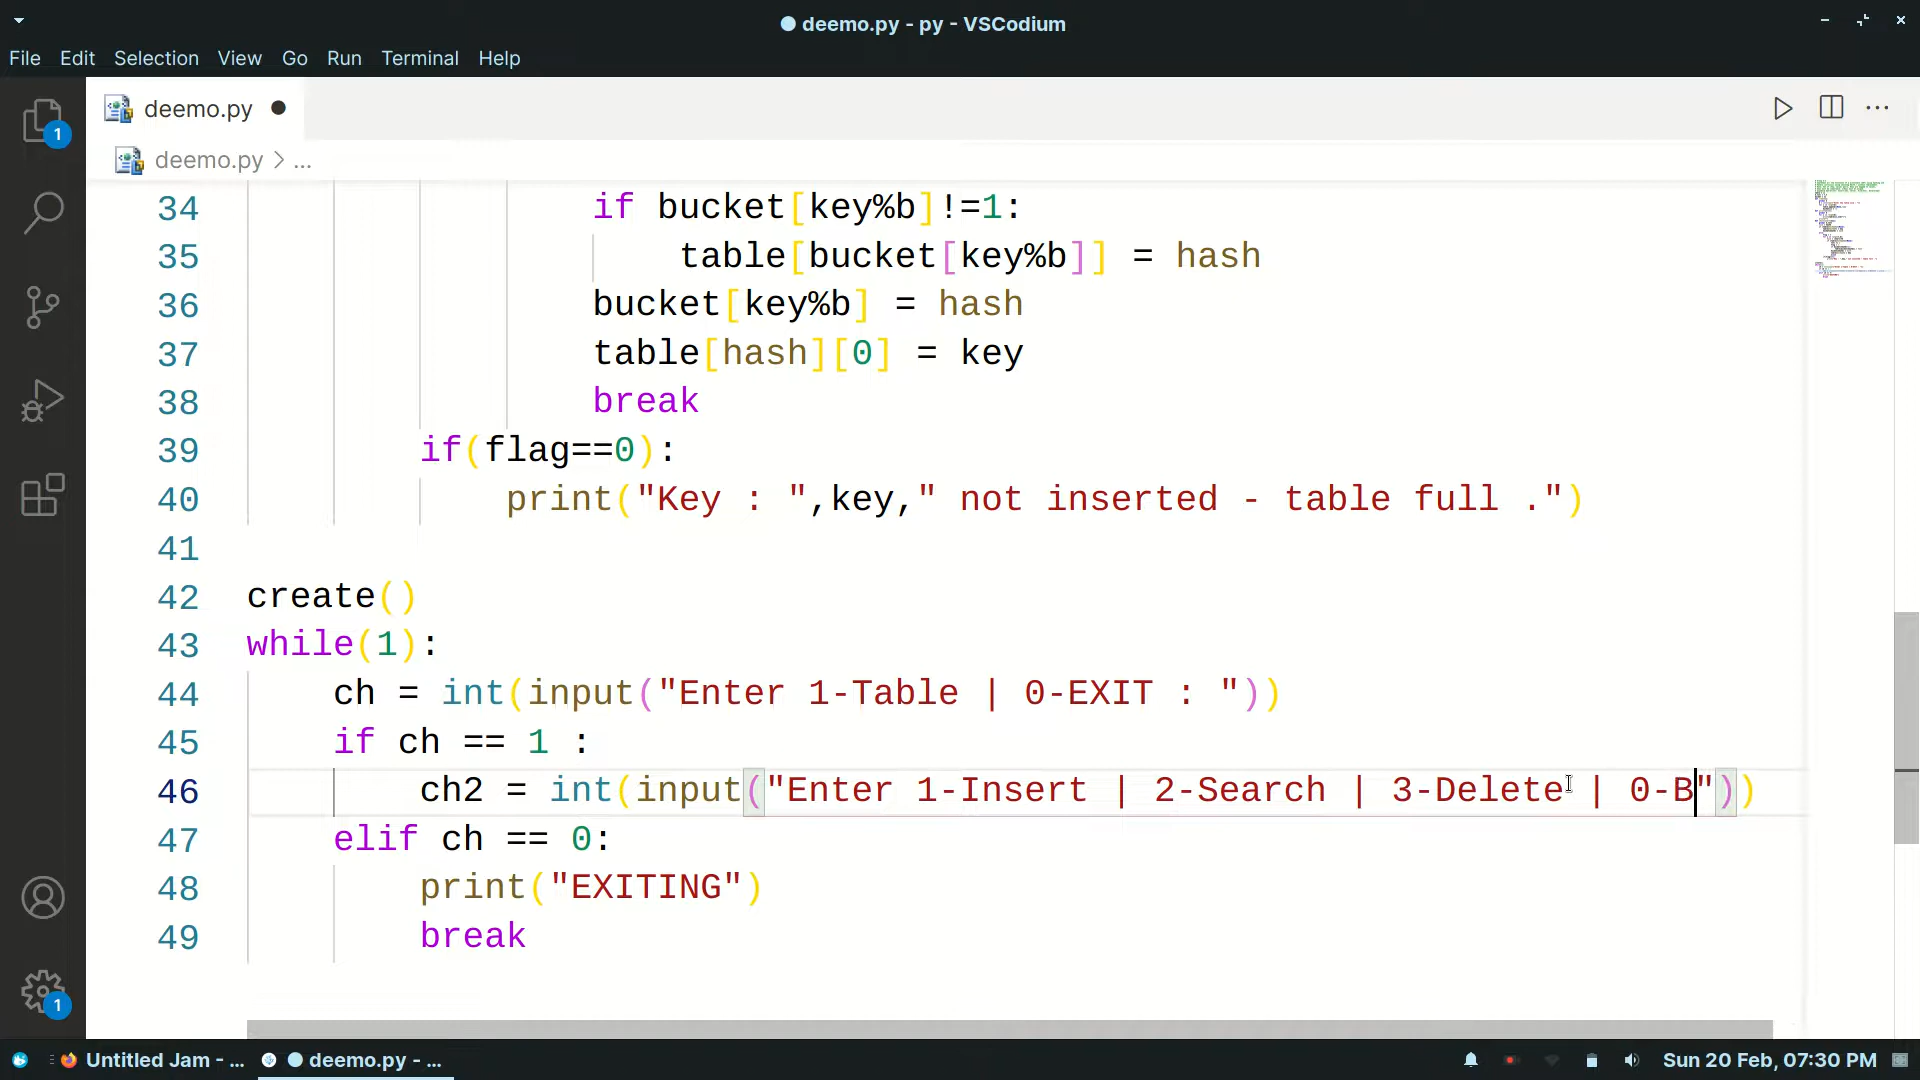 deemo.py - py - VSCodium
File Edit Selection View Go Run Terminal Help
1
deemo.py
deemo.py > ...
34 if bucket[key%b]!=1:
35 table[bucket[key%b]] = hash
36 bucket[key%b] = hash
37 table[hash][0] = key
38 break
39 if(flag==0):
40 print("Key : ",key," not inserted - table full .")
41
42 create()
43 while(1):
44 ch = int(input("Enter 1-Table | 0-EXIT : "))
45 if ch == 1 :
46 ch2 = int(input("Enter 1-Insert | 2-Search | 3-Delete | 0-B"))
47 elif ch == 0:
48 print("EXITING")
49 break
1
Untitled Jam - ... deemo.py - ... Sun 20 Feb, 07:30 PM